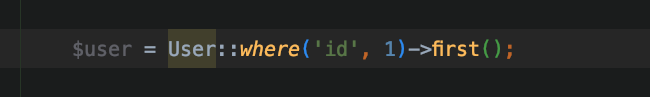 $user = User::where('id', 1)->first();